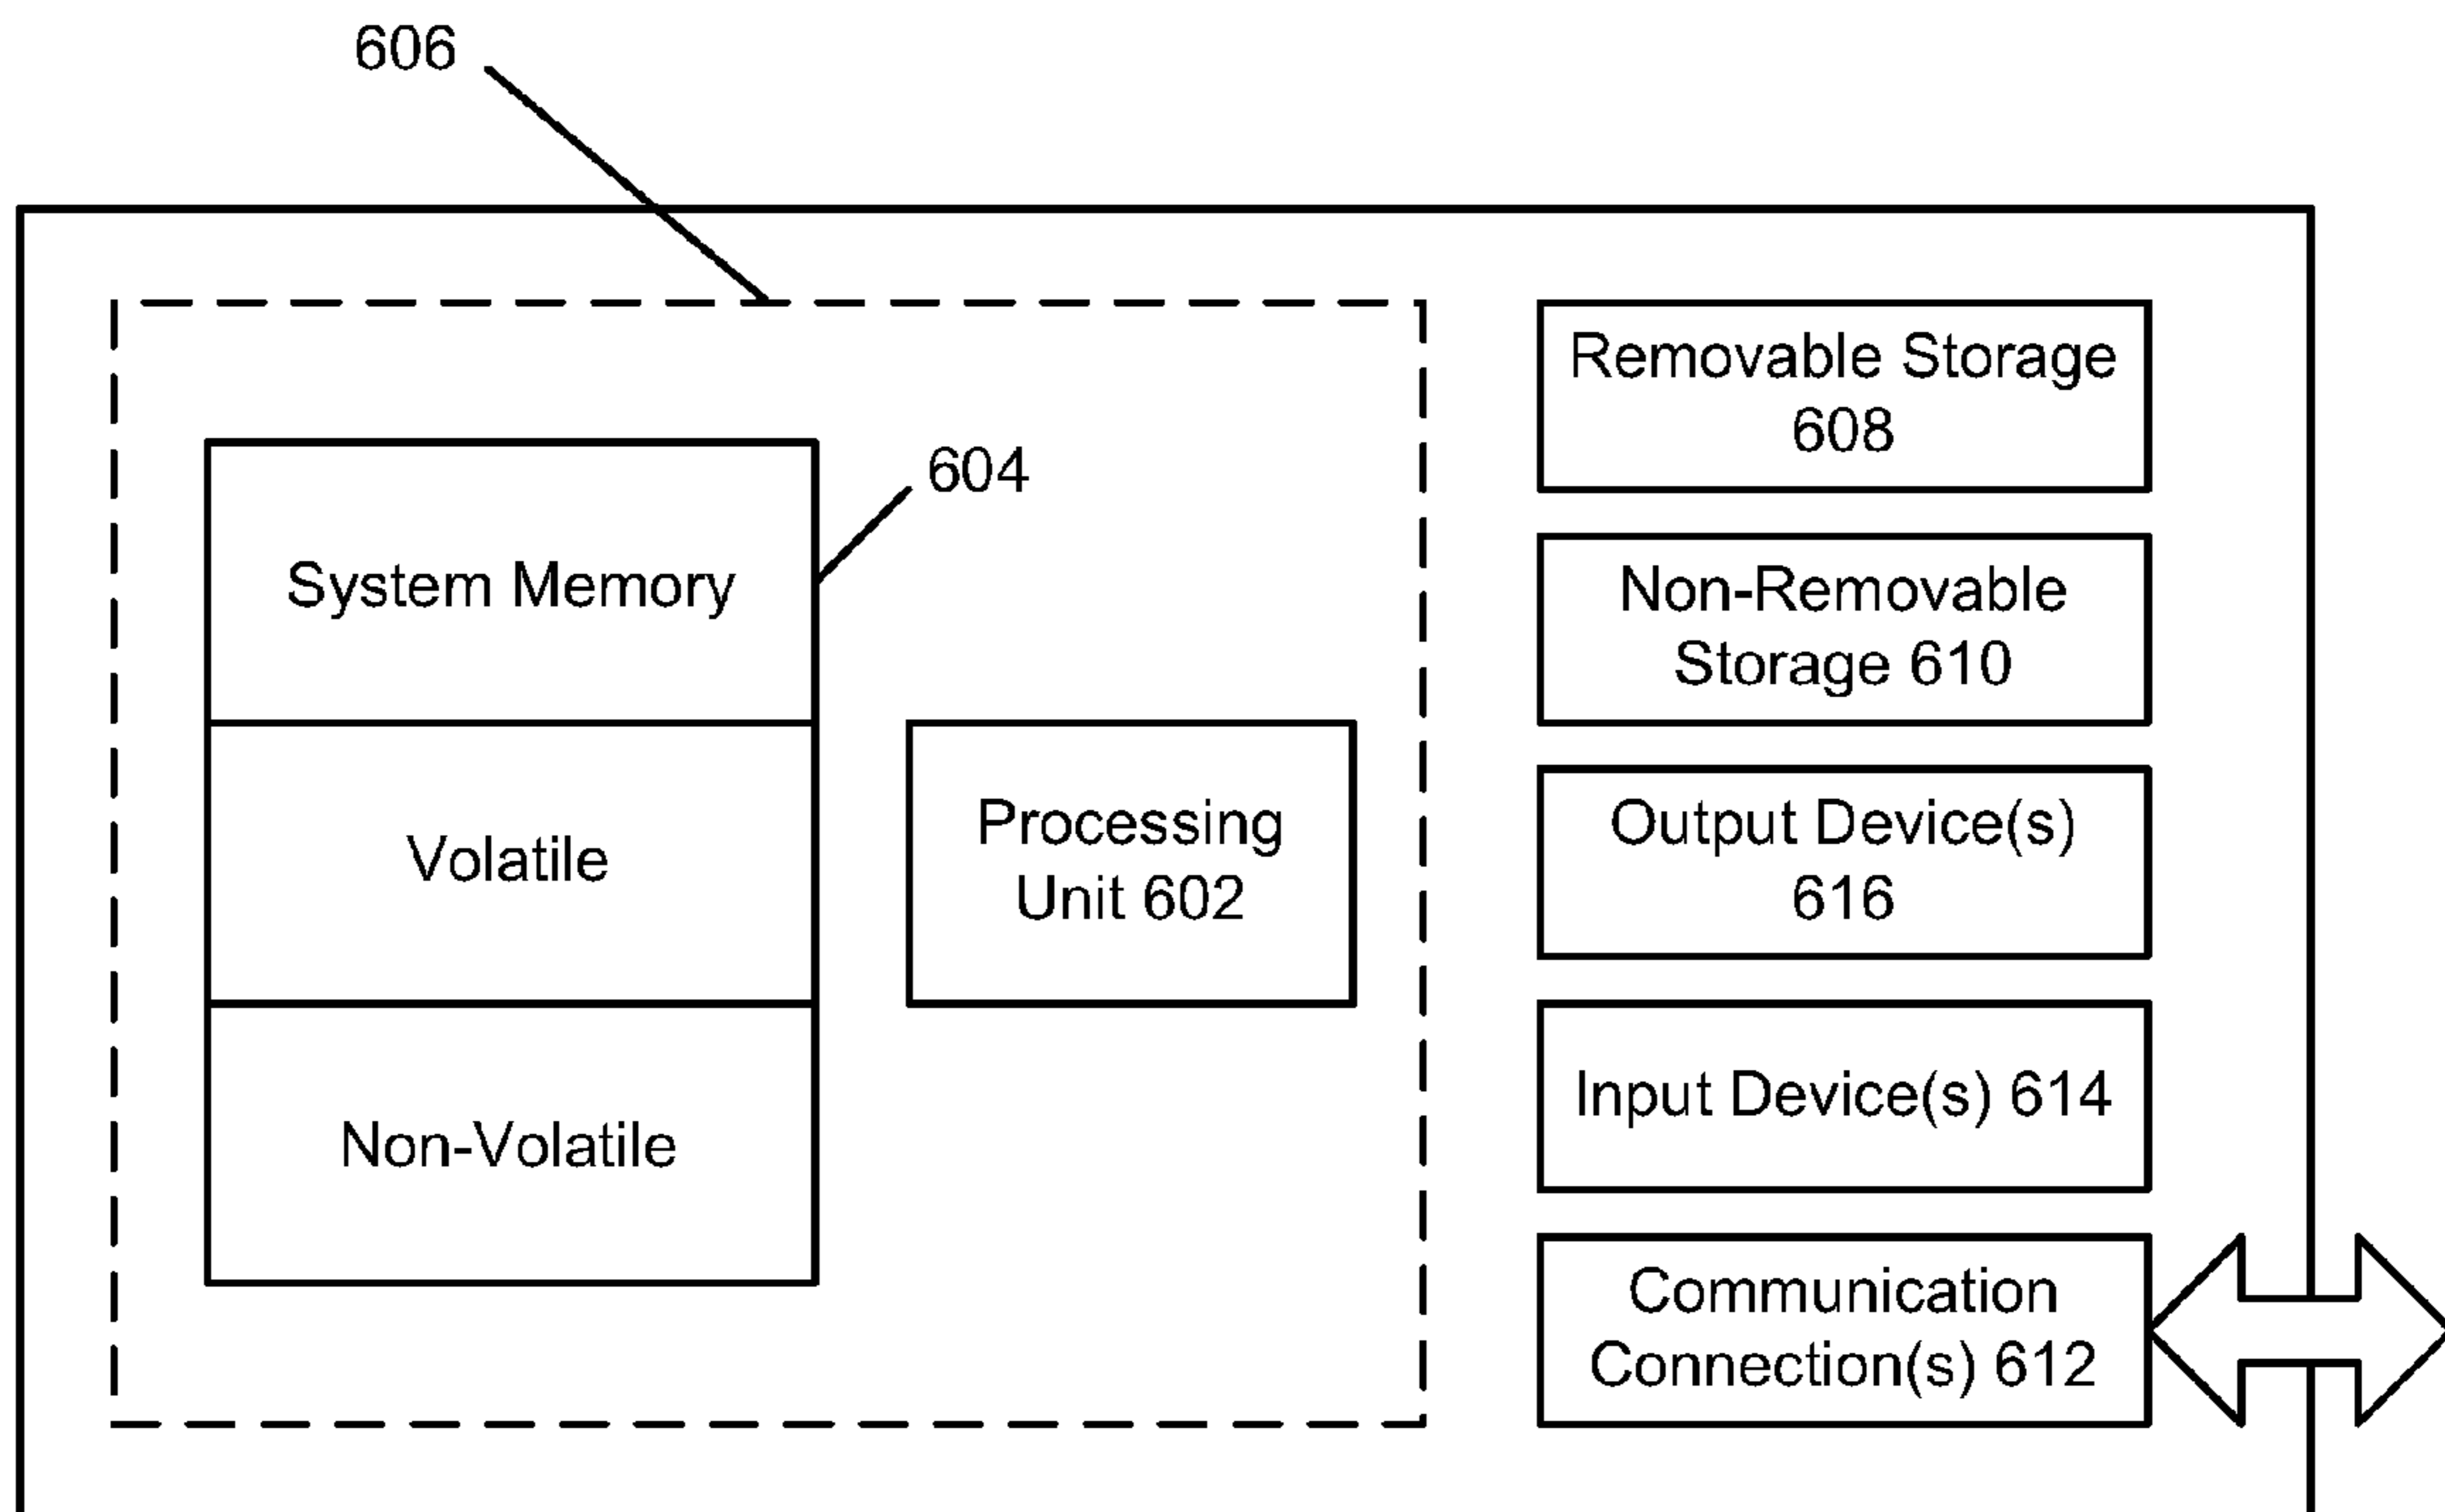 606
604
System Memory
Volatile
Non-Volatile
Processing
Unit 602
Removable Storage
608
Non-Removable
Storage 610
Output Device(s)
616
Input Device(s) 614
Communication
Connection(s) 612